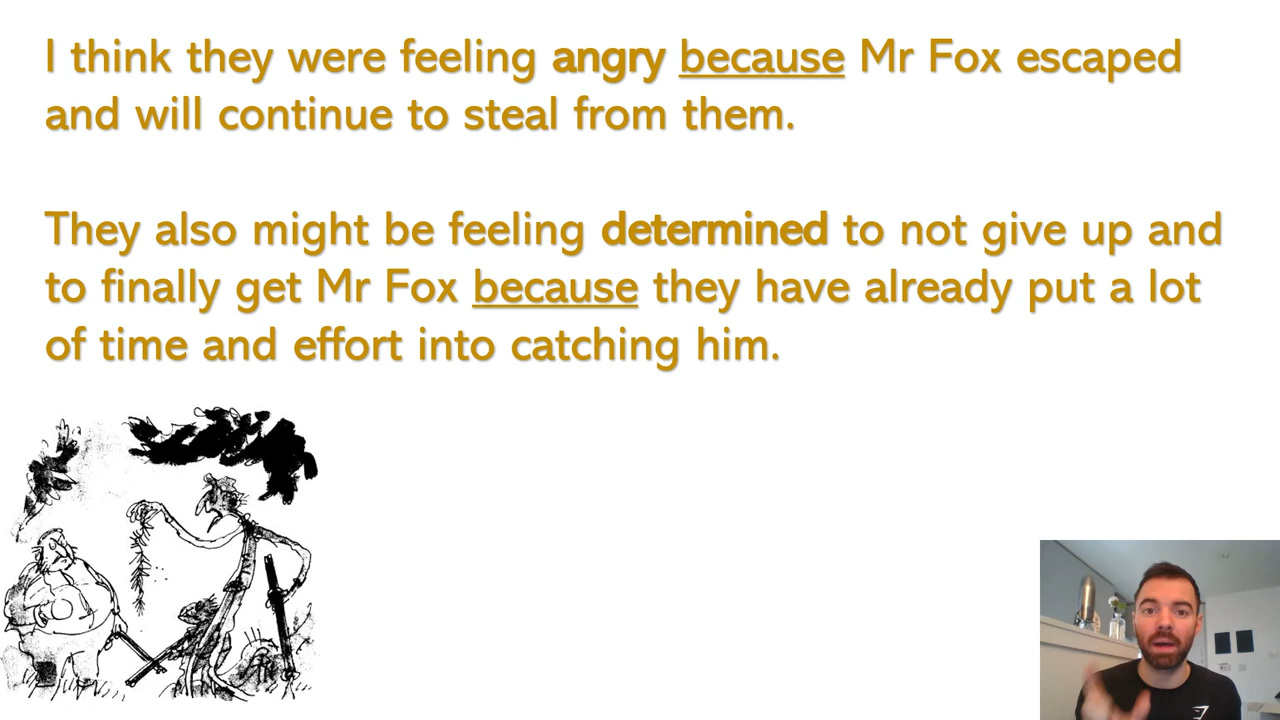 I think they were feeling angry because Mr Fox escaped
and will continue to steal from them.
They also might be feeling determined to not give up and
to finally get Mr Fox because they have already put a lot
of time and effort into catching him.